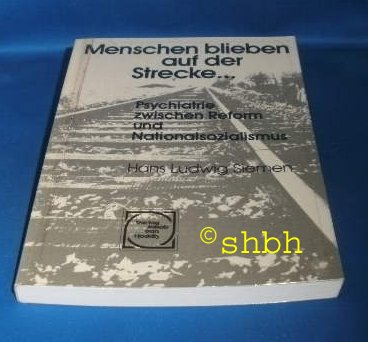 Menschen blieben
auf der
Strecke...
Psychiatrie
zwischen Reform
und
Nationalsozialismus
Hans Ludwig Siemen
© shbh